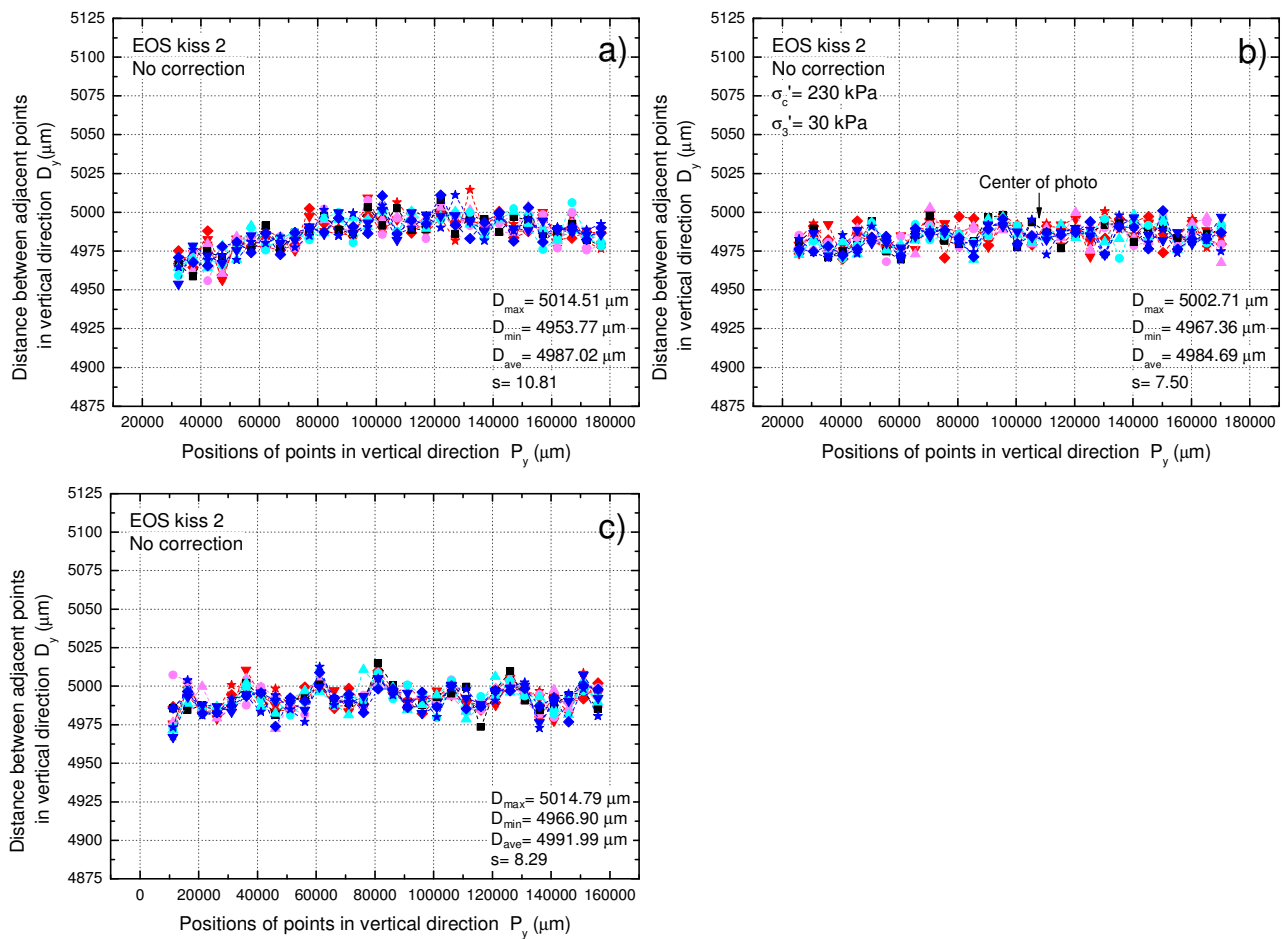 5125
5100
5075
5050
5025
5000
4975
4950
4925
4900
4875
Distance between adjacent points
in vertical direction D_y (μm)
EOS kiss 2
No correction
a)
D_max= 5014.51 μm
D_min= 4953.77 μm
D_ave= 4987.02 μm
s= 10.81
20000 40000 60000 80000 100000 120000 140000 160000 180000
Positions of points in vertical direction P_y (μm)
5125
5100
5075
5050
5025
5000
4975
4950
4925
4900
4875
Distance between adjacent points
in vertical direction D_y (μm)
EOS kiss 2
No correction
σ_c'= 230 kPa
σ_3'= 30 kPa
b)
Center of photo
D_max= 5002.71 μm
D_min= 4967.36 μm
D_ave= 4984.69 μm
s= 7.50
20000 40000 60000 80000 100000 120000 140000 160000 180000
Positions of points in vertical direction P_y (μm)
5125
5100
5075
5050
5025
5000
4975
4950
4925
4900
4875
Distance between adjacent points
in vertical direction D_y (μm)
EOS kiss 2
No correction
c)
D_max= 5014.79 μm
D_min= 4966.90 μm
D_ave= 4991.99 μm
s= 8.29
0 20000 40000 60000 80000 100000 120000 140000 160000
Positions of points in vertical direction P_y (μm)